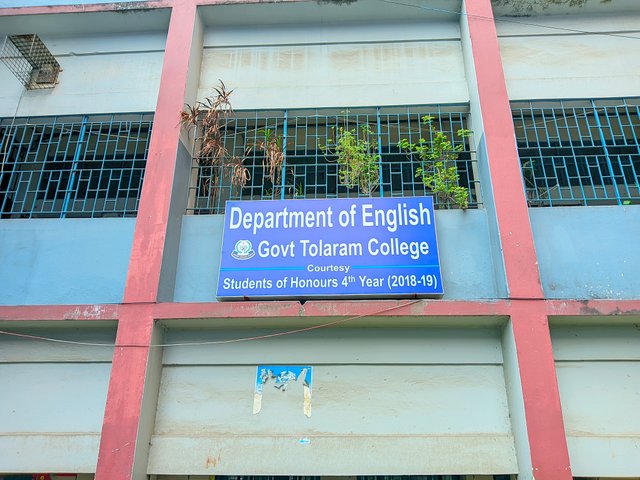 Department of English
Govt Tolaram College
Courtesy
Students of Honours 4th Year (2018-19)